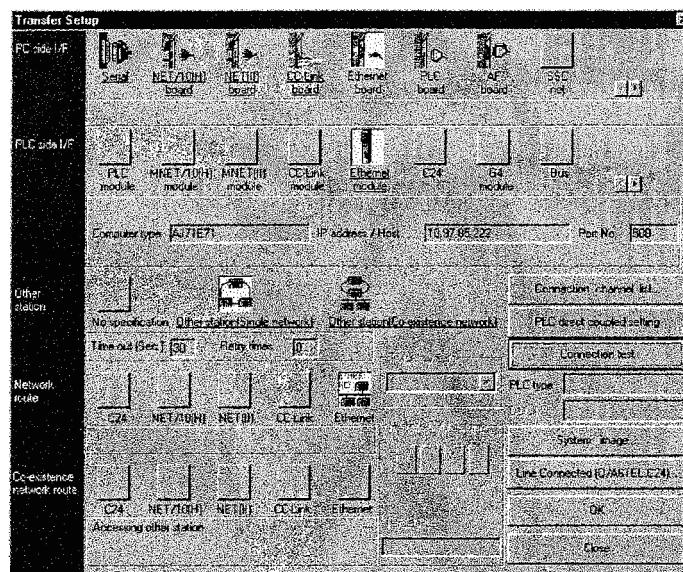 Transfer Setup
PC side I/F
Serial NET/10(H) board NET(II) board CC-Link board Ethernet board PLC board AF board SSC net
PLC side I/F
PLC module MNET/10(H) module MNET(II) module CC-Link module Ethernet module C24 G4 module Bus
Computer type AJ71E71 IP address / Host 10.97.85.222 Port No.
Other station
No specification Other station(Single network) Other station(Co-existence network)
Connection channel list
PLC direct coupled setting
Time out (Sec.) 30 Retry times 0
Connection test
Network route
C24 NET/10(H) NET(II) CC-Link Ethernet
PLC type
System image
Co-existence network route
C24 NET/10(H) NET(II) CC-Link Ethernet
Line Connected (Q/A6TEL,C24)
Accessing other station
OK
Close